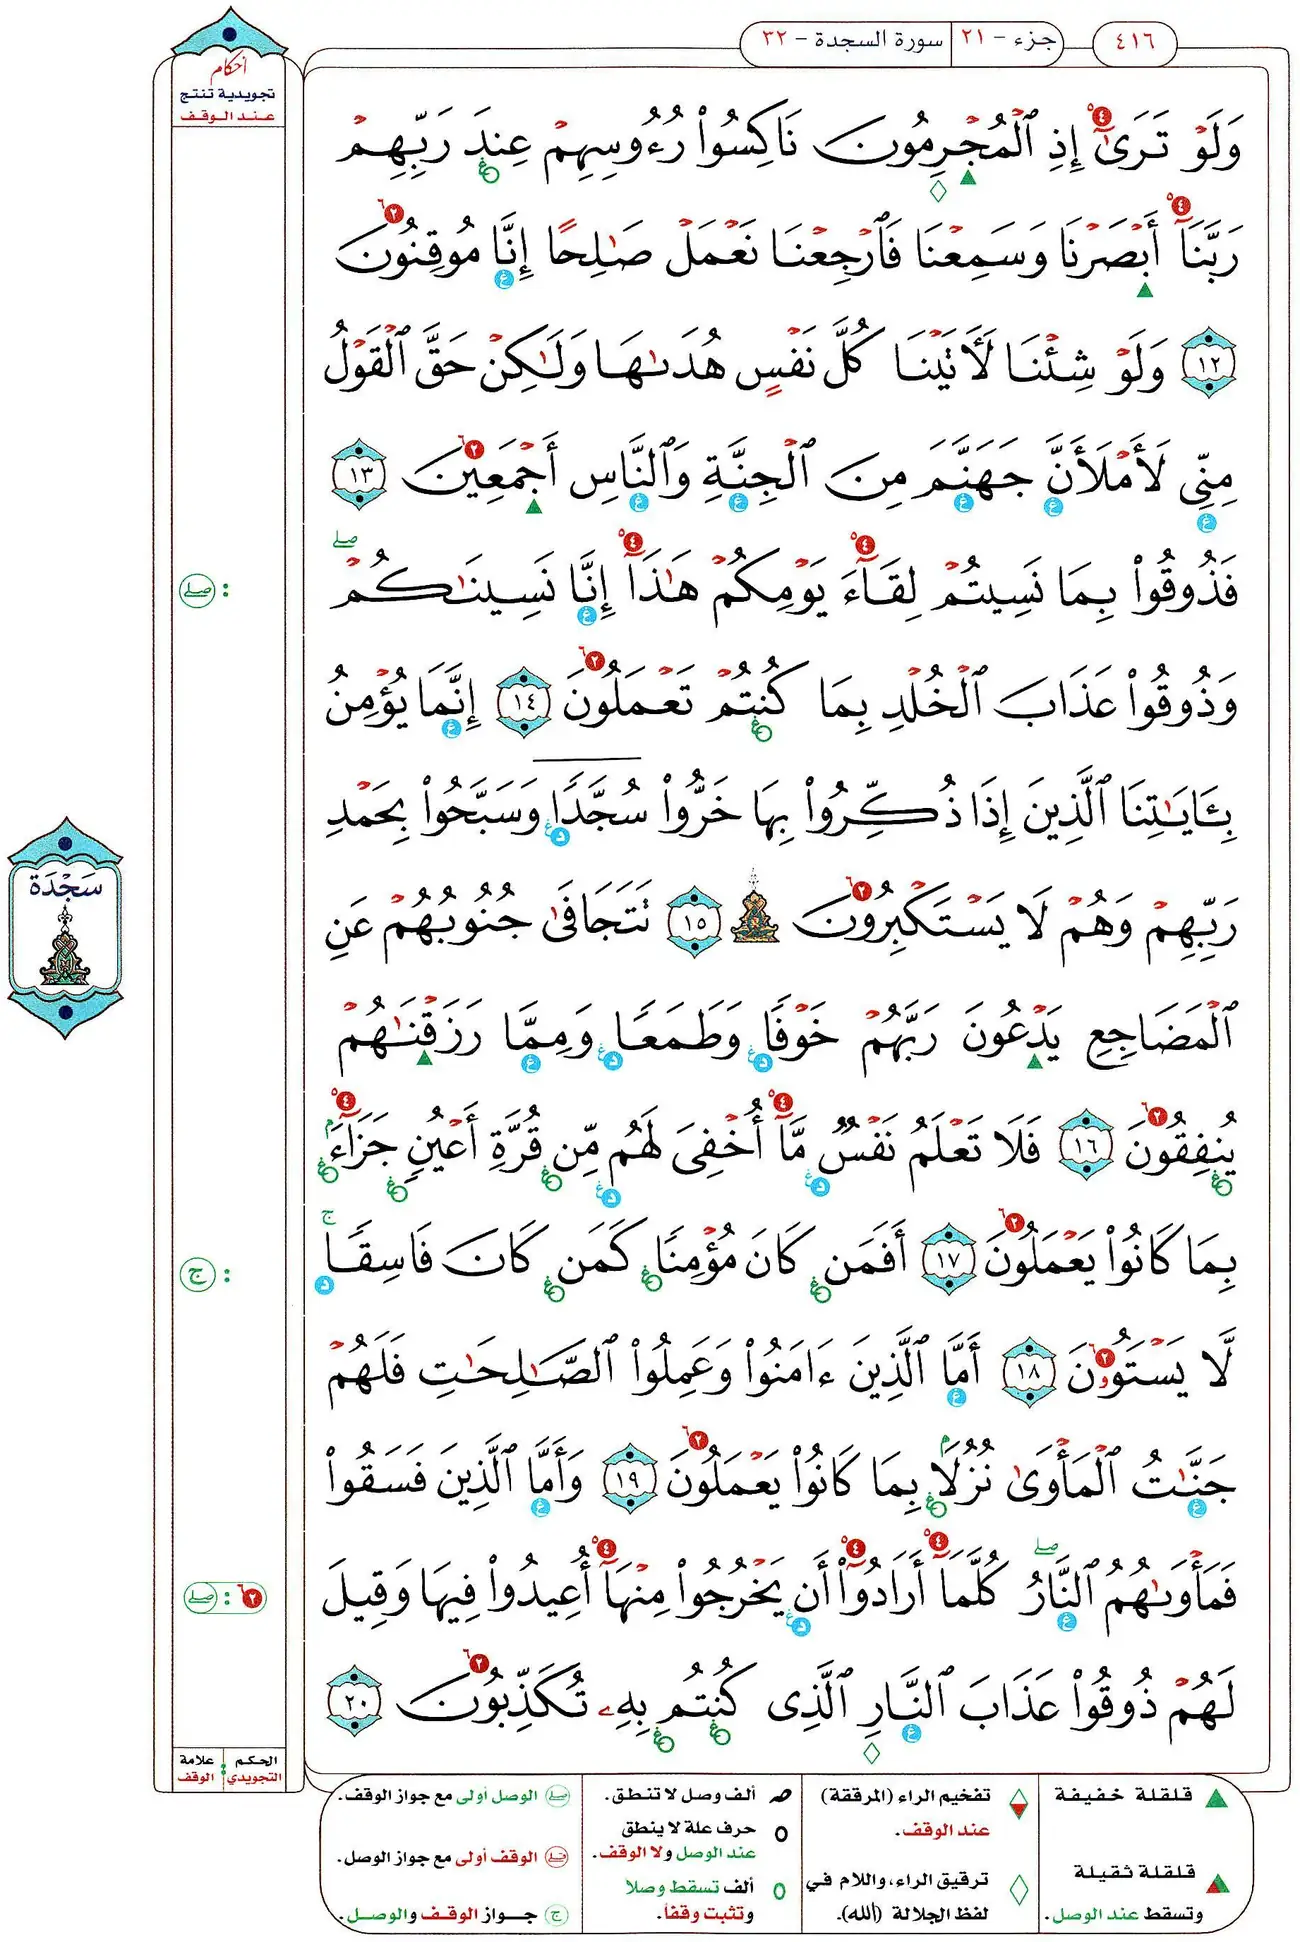 ٤١٦
جزء - ٢١
سورة السجدة - ٣٢
أحكام
تجويدية تنتج
عند الوقف
وَلَوْ تَرَىٰٓ إِذِ ٱلْمُجْرِمُونَ نَاكِسُوا۟ رُءُوسِهِمْ عِندَ رَبِّهِمْ
رَبَّنَآ أَبْصَرْنَا وَسَمِعْنَا فَٱرْجِعْنَا نَعْمَلْ صَـٰلِحًا إِنَّا مُوقِنُونَ
١٢ وَلَوْ شِئْنَا لَـَٔاتَيْنَا كُلَّ نَفْسٍ هُدَىٰهَا وَلَـٰكِنْ حَقَّ ٱلْقَوْلُ
مِنِّى لَأَمْلَأَنَّ جَهَنَّمَ مِنَ ٱلْجِنَّةِ وَٱلنَّاسِ أَجْمَعِينَ ١٣
فَذُوقُوا۟ بِمَا نَسِيتُمْ لِقَآءَ يَوْمِكُمْ هَـٰذَآ إِنَّا نَسِينَـٰكُمْ ۖ
صلى :
وَذُوقُوا۟ عَذَابَ ٱلْخُلْدِ بِمَا كُنتُمْ تَعْمَلُونَ ١٤ إِنَّمَا يُؤْمِنُ
بِـَٔايَـٰتِنَا ٱلَّذِينَ إِذَا ذُكِّرُوا۟ بِهَا خَرُّوا۟ سُجَّدًا وَسَبَّحُوا۟ بِحَمْدِ
رَبِّهِمْ وَهُمْ لَا يَسْتَكْبِرُونَ ۩ ١٥ تَتَجَافَىٰ جُنُوبُهُمْ عَنِ
سَجْدَة
ٱلْمَضَاجِعِ يَدْعُونَ رَبَّهُمْ خَوْفًا وَطَمَعًا وَمِمَّا رَزَقْنَـٰهُمْ
يُنفِقُونَ ١٦ فَلَا تَعْلَمُ نَفْسٌ مَّآ أُخْفِىَ لَهُم مِّن قُرَّةِ أَعْيُنٍ جَزَآءًۢ
بِمَا كَانُوا۟ يَعْمَلُونَ ١٧ أَفَمَن كَانَ مُؤْمِنًا كَمَن كَانَ فَاسِقًا ۚ
ج :
لَّا يَسْتَوُۥنَ ١٨ أَمَّا ٱلَّذِينَ ءَامَنُوا۟ وَعَمِلُوا۟ ٱلصَّـٰلِحَـٰتِ فَلَهُمْ
جَنَّـٰتُ ٱلْمَأْوَىٰ نُزُلًۢا بِمَا كَانُوا۟ يَعْمَلُونَ ١٩ وَأَمَّا ٱلَّذِينَ فَسَقُوا۟
فَمَأْوَىٰهُمُ ٱلنَّارُ ۖ كُلَّمَآ أَرَادُوٓا۟ أَن يَخْرُجُوا۟ مِنْهَآ أُعِيدُوا۟ فِيهَا وَقِيلَ
صلى : ٢ ٦
لَهُمْ ذُوقُوا۟ عَذَابَ ٱلنَّارِ ٱلَّذِى كُنتُم بِهِۦ تُكَذِّبُونَ ٢٠
الحكم التجويدي : علامة الوقف
قلقلة خفيفة
قلقلة ثقيلة
وتسقط عند الوصل.
تفخيم الراء (المرققة)
عند الوقف.
ترقيق الراء، واللام في
لفظ الجلالة (الله).
ألف وصل لا تنطق.
حرف علة لا ينطق
عند الوصل ولا الوقف.
ألف تسقط وصلا
وتثبت وقفاً.
صلى الوصل أولى مع جواز الوقف.
قلى الوقف أولى مع جواز الوصل.
ج جواز الوقف والوصل.